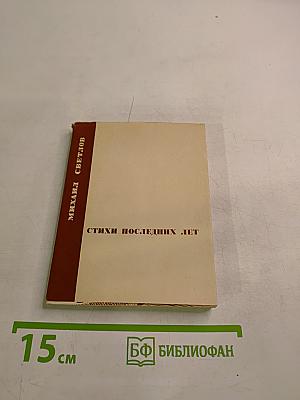 МИХАИЛ СВЕТЛОВ
СТИХИ ПОСЛЕДНИХ ЛЕТ
15 см
БФ БИБЛИОФАН